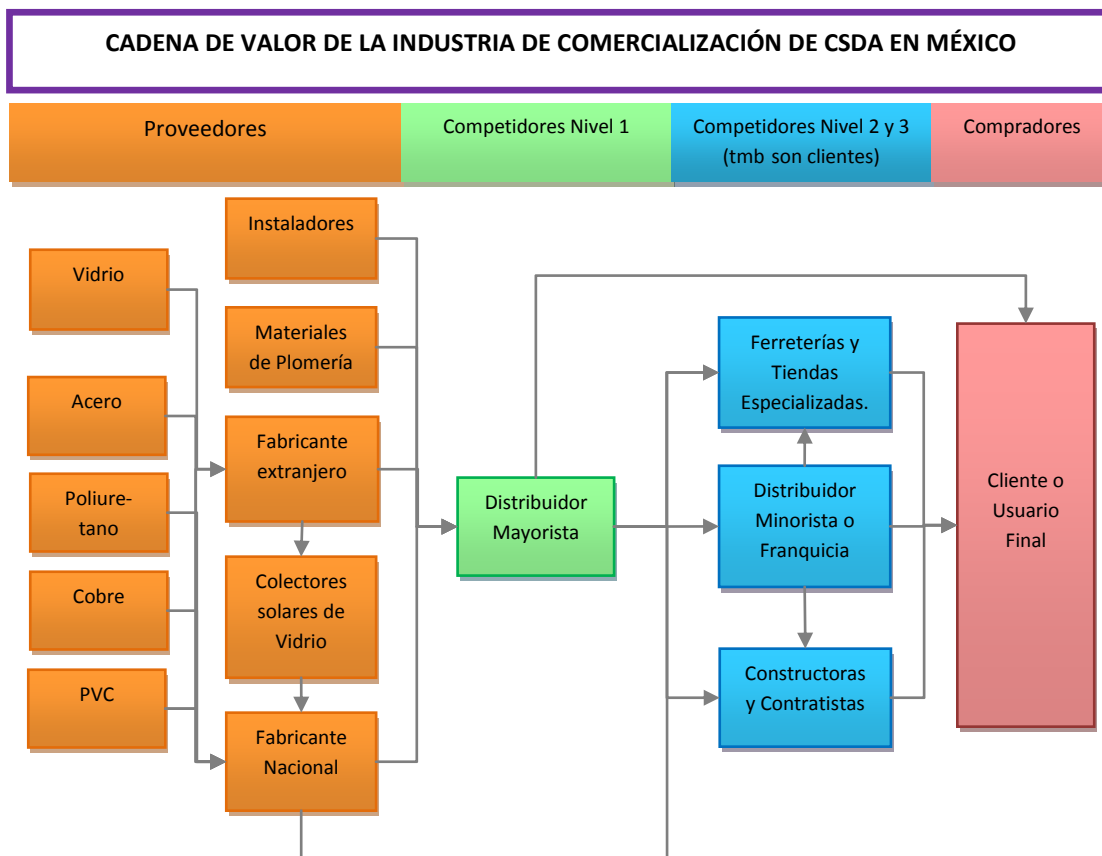 CADENA DE VALOR DE LA INDUSTRIA DE COMERCIALIZACIÓN DE CSDA EN MÉXICO
Proveedores
Competidores Nivel 1
Competidores Nivel 2 y 3
(tmb son clientes)
Compradores
Instaladores
Vidrio
Materiales
de Plomería
Ferreterías y
Tiendas
Especializadas.
Acero
Fabricante
extranjero
Poliure-
tano
Distribuidor
Mayorista
Distribuidor
Minorista o
Franquicia
Cliente o
Usuario
Final
Cobre
Colectores
solares de
Vidrio
PVC
Constructoras
y Contratistas
Fabricante
Nacional